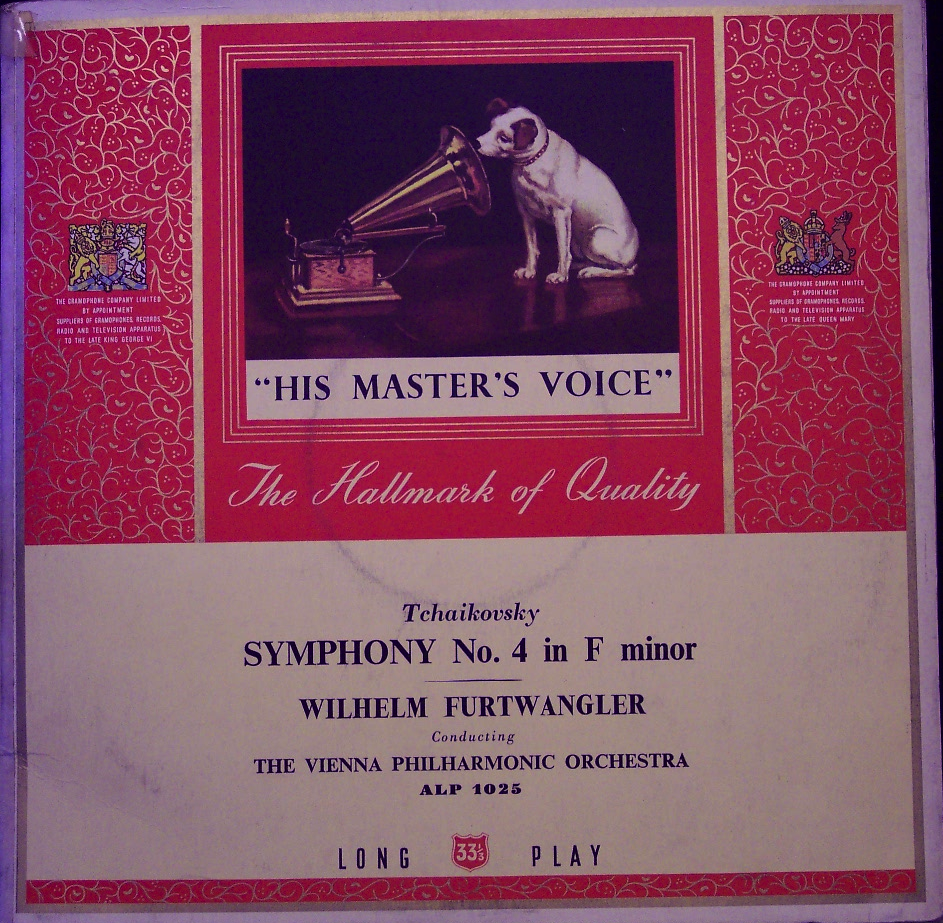 THE GRAMOPHONE COMPANY LIMITED
BY APPOINTMENT
SUPPLIERS OF GRAMOPHONES, RECORDS,
RADIO AND TELEVISION APPARATUS
TO THE LATE KING GEORGE VI
THE GRAMOPHONE COMPANY LIMITED
BY APPOINTMENT
SUPPLIERS OF GRAMOPHONES, RECORDS,
RADIO AND TELEVISION APPARATUS
TO THE LATE QUEEN MARY
“HIS MASTER'S VOICE”
The Hallmark of Quality
Tchaikovsky
SYMPHONY No. 4 in F minor
WILHELM FURTWANGLER
Conducting
THE VIENNA PHILHARMONIC ORCHESTRA
ALP 1025
LONG 33⅓ PLAY